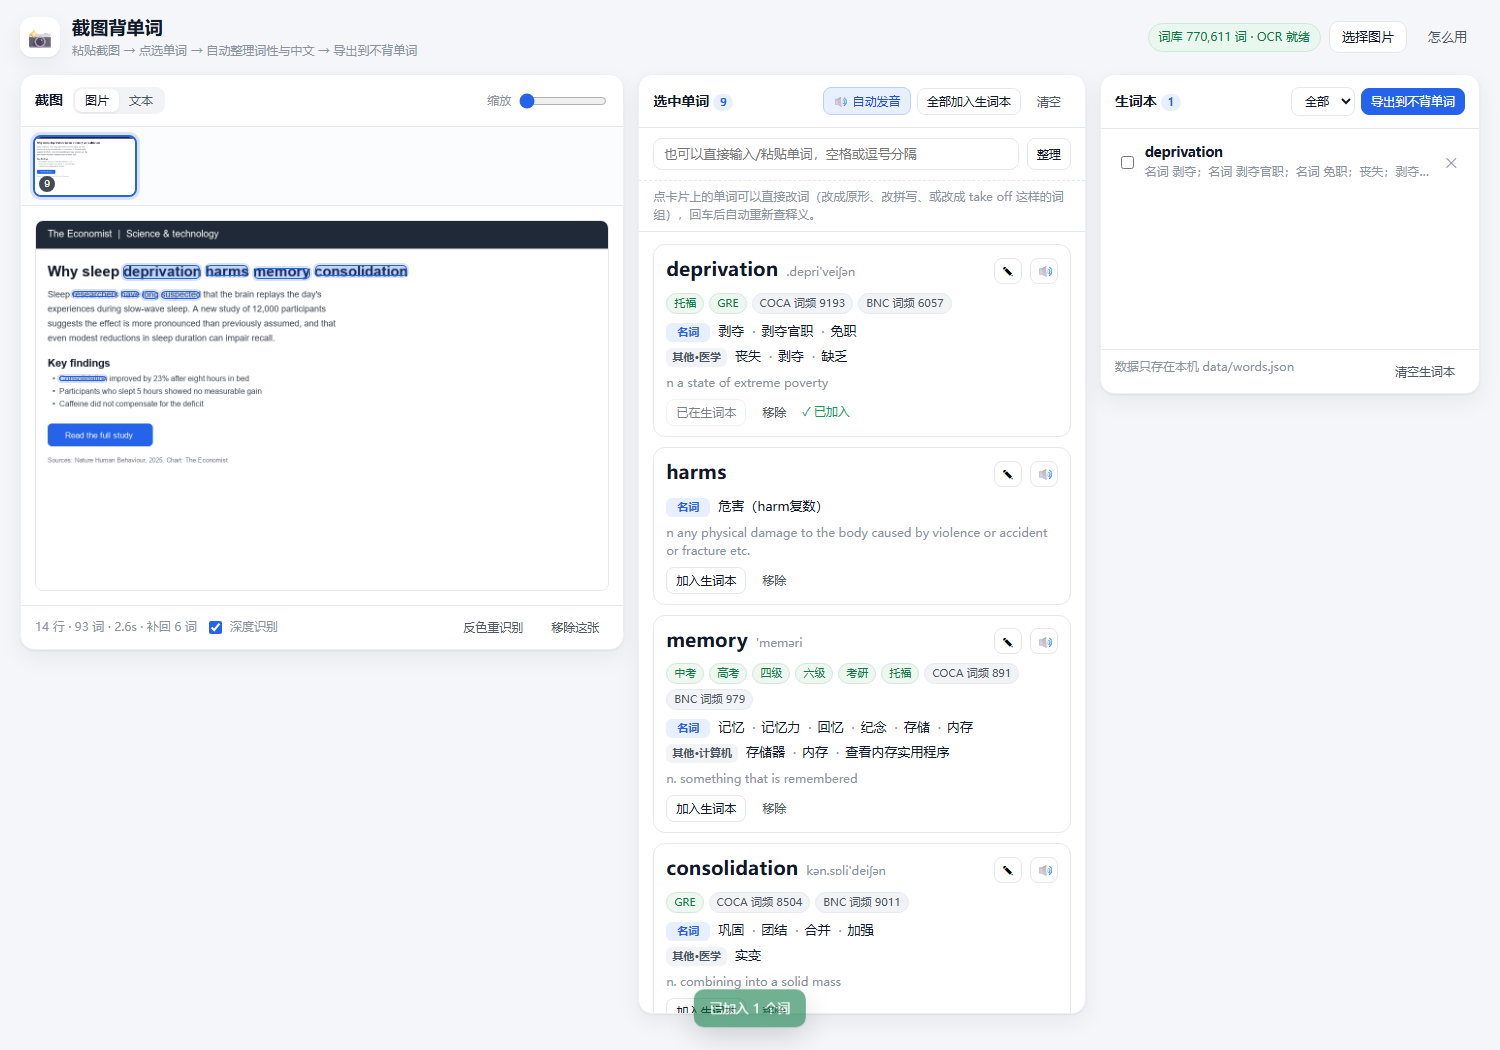 截图背单词
粘贴截图 → 点选单词 → 自动整理词性与中文 → 导出到不背单词
词库 770,611 词 · OCR 就绪
选择图片
怎么用
截图
图片
文本
缩放
9
The Economist | Science & technology
Why sleep deprivation harms memory consolidation
Sleep researchers have long suspected that the brain replays the day's
experiences during slow-wave sleep. A new study of 12,000 participants
suggests the effect is more pronounced than previously assumed, and that
even modest reductions in sleep duration can impair recall.
Key findings
• improved by 23% after eight hours in bed
• Participants who slept 5 hours showed no measurable gain
• Caffeine did not compensate for the deficit
Read the full study
Sources: Nature Human Behaviour, 2025. Chart: The Economist
14 行 · 93 词 · 2.6s · 补回 6 词
深度识别
反色重识别
移除这张
选中单词 9
自动发音
全部加入生词本
清空
也可以直接输入/粘贴单词，空格或逗号分隔
整理
点卡片上的单词可以直接改词（改成原形、改拼写、或改成 take off 这样的词
组），回车后自动重新查释义。
deprivation .depri'veiʃən
托福 GRE COCA 词频 9193 BNC 词频 6057
名词 剥夺 · 剥夺官职 · 免职
其他•医学 丧失 · 剥夺 · 缺乏
n a state of extreme poverty
已在生词本 移除 ✓ 已加入
harms
名词 危害（harm复数）
n any physical damage to the body caused by violence or accident
or fracture etc.
加入生词本 移除
memory 'meməri
中考 高考 四级 六级 考研 托福 COCA 词频 891
BNC 词频 979
名词 记忆 · 记忆力 · 回忆 · 纪念 · 存储 · 内存
其他•计算机 存储器 · 内存 · 查看内存实用程序
n. something that is remembered
加入生词本 移除
consolidation kən.sɒli'deiʃən
GRE COCA 词频 8504 BNC 词频 9011
名词 巩固 · 团结 · 合并 · 加强
其他•医学 实变
n. combining into a solid mass
加入生词本
已加入 1 个词
生词本 1
全部
导出到不背单词
deprivation
名词 剥夺；名词 剥夺官职；名词 免职；丧失；剥夺...
数据只存在本机 data/words.json
清空生词本